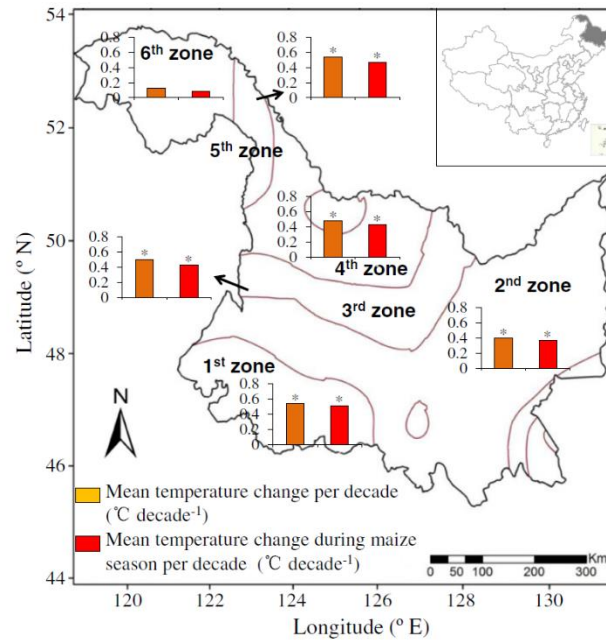 54
52
50
48
46
44
Latitude (° N)
6th zone
0.8
0.6
0.4
0.2
0
0.8
0.6
0.4
0.2
0
*
*
5th zone
0.8
0.6
0.4
0.2
0
*
*
4th zone
0.8
0.6
0.4
0.2
0
*
*
3rd zone
2nd zone
0.8
0.6
0.4
0.2
0
*
*
1st zone
0.8
0.6
0.4
0.2
0
*
*
N
Mean temperature change per decade
(℃ decade-1)
Mean temperature change during maize
season per decade (℃ decade-1)
Km
0 50 100 200 300
120 122 124 126 128 130
Longitude (° E)